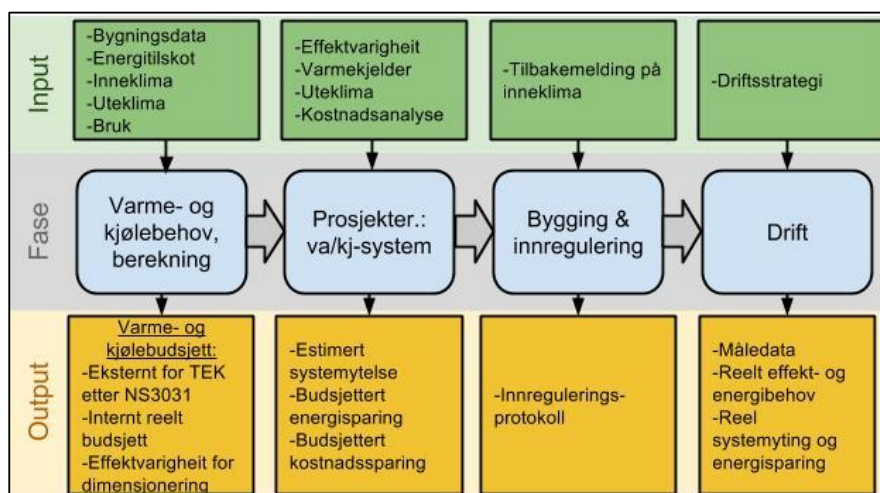 Input
-Bygningsdata
-Energitilskot
-Inneklima
-Uteklima
-Bruk
-Effektvarigheit
-Varmekjelder
-Uteklima
-Kostnadsanalyse
-Tilbakemelding på
inneklima
-Driftsstrategi
Fase
Varme- og
kjølebehov,
berekning
Prosjekter.:
va/kj-system
Bygging &
innregulering
Drift
Output
Varme- og
kjølebudsjett:
-Eksternt for TEK
etter NS3031
-Internt reelt
budsjett
-Effektvarigheit for
dimensjonering
-Estimert
systemytelse
-Budsjettert
energisparing
-Budsjettert
kostnadssparing
-Innregulerings-
protokoll
-Måledata
-Reelt effekt- og
energibehov
-Reel
systemyting og
energisparing